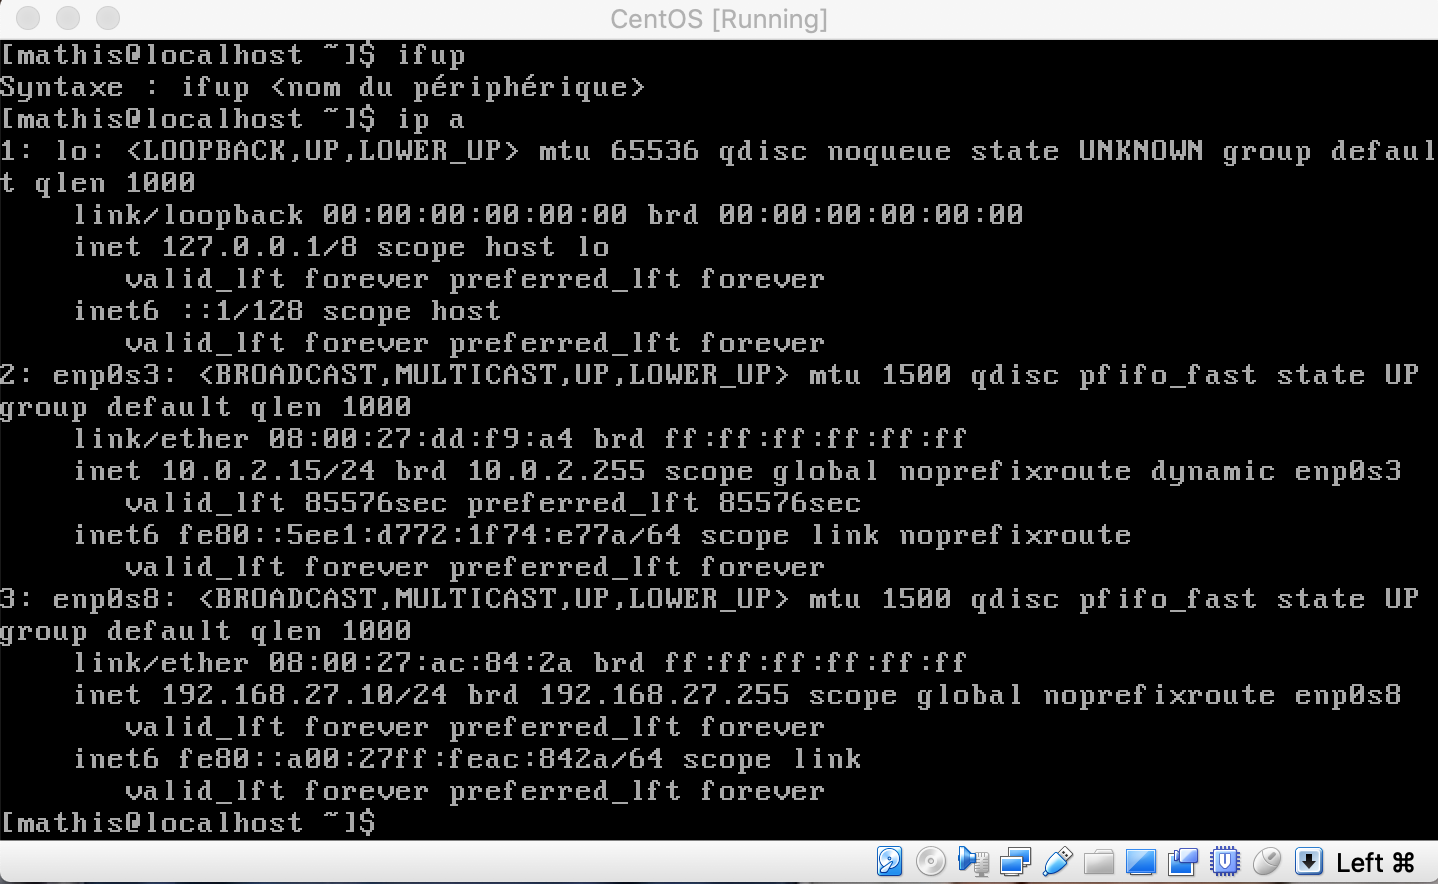 CentOS [Running]
[mathis@localhost ~]$ ifup
Syntaxe : ifup <nom du périphérique>
[mathis@localhost ~]$ ip a
1: lo: <LOOPBACK,UP,LOWER_UP> mtu 65536 qdisc noqueue state UNKNOWN group defaul
t qlen 1000
    link/loopback 00:00:00:00:00:00 brd 00:00:00:00:00:00
    inet 127.0.0.1/8 scope host lo
       valid_lft forever preferred_lft forever
    inet6 ::1/128 scope host
       valid_lft forever preferred_lft forever
2: enp0s3: <BROADCAST,MULTICAST,UP,LOWER_UP> mtu 1500 qdisc pfifo_fast state UP
group default qlen 1000
    link/ether 08:00:27:dd:f9:a4 brd ff:ff:ff:ff:ff:ff
    inet 10.0.2.15/24 brd 10.0.2.255 scope global noprefixroute dynamic enp0s3
       valid_lft 85576sec preferred_lft 85576sec
    inet6 fe80::5ee1:d772:1f74:e77a/64 scope link noprefixroute
       valid_lft forever preferred_lft forever
3: enp0s8: <BROADCAST,MULTICAST,UP,LOWER_UP> mtu 1500 qdisc pfifo_fast state UP
group default qlen 1000
    link/ether 08:00:27:ac:84:2a brd ff:ff:ff:ff:ff:ff
    inet 192.168.27.10/24 brd 192.168.27.255 scope global noprefixroute enp0s8
       valid_lft forever preferred_lft forever
    inet6 fe80::a00:27ff:feac:842a/64 scope link
       valid_lft forever preferred_lft forever
[mathis@localhost ~]$
Left ⌘